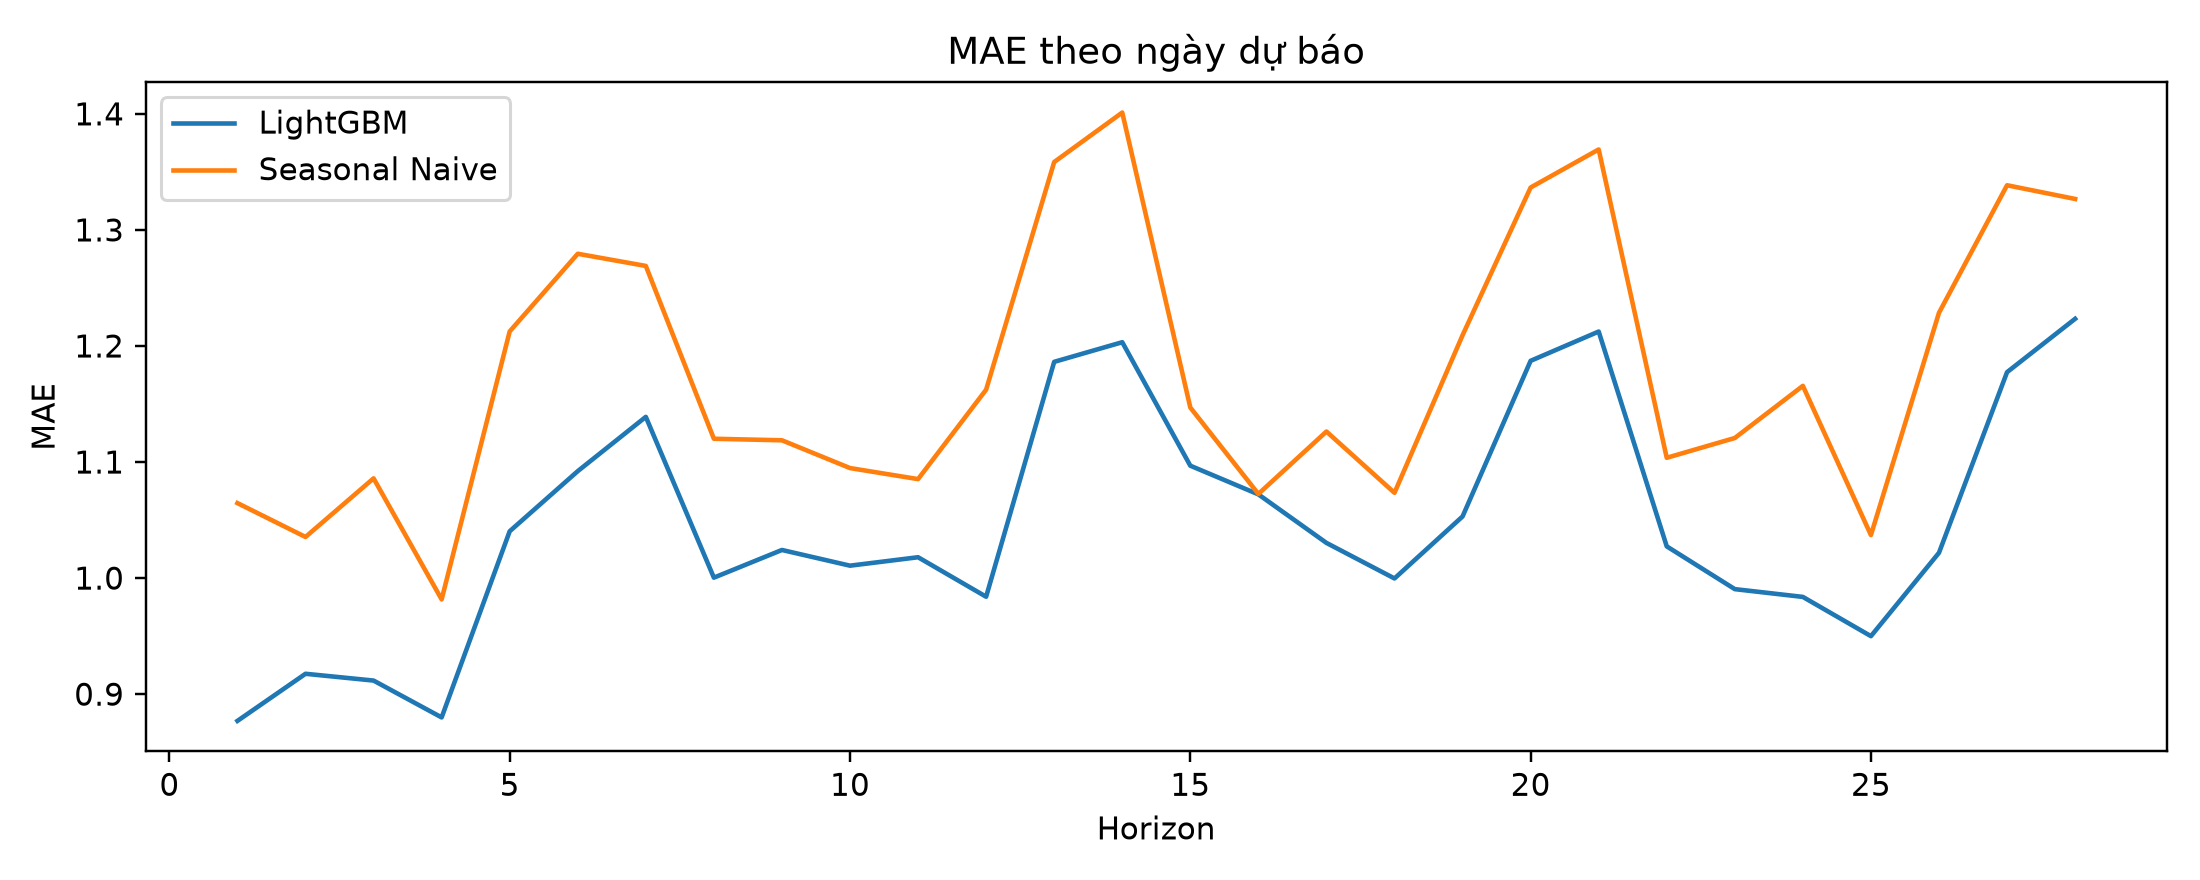 MAE theo ngày dự báo
LightGBM
Seasonal Naive
1.4
1.3
1.2
1.1
1.0
0.9
MAE
0 5 10 15 20 25
Horizon